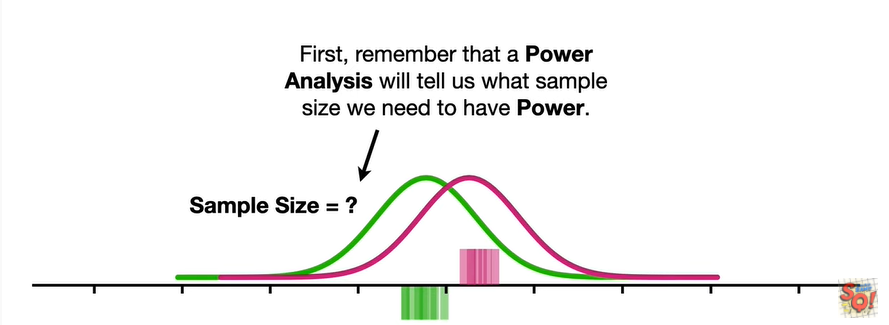 First, remember that a Power
Analysis will tell us what sample
size we need to have Power.
Sample Size = ?
SO!